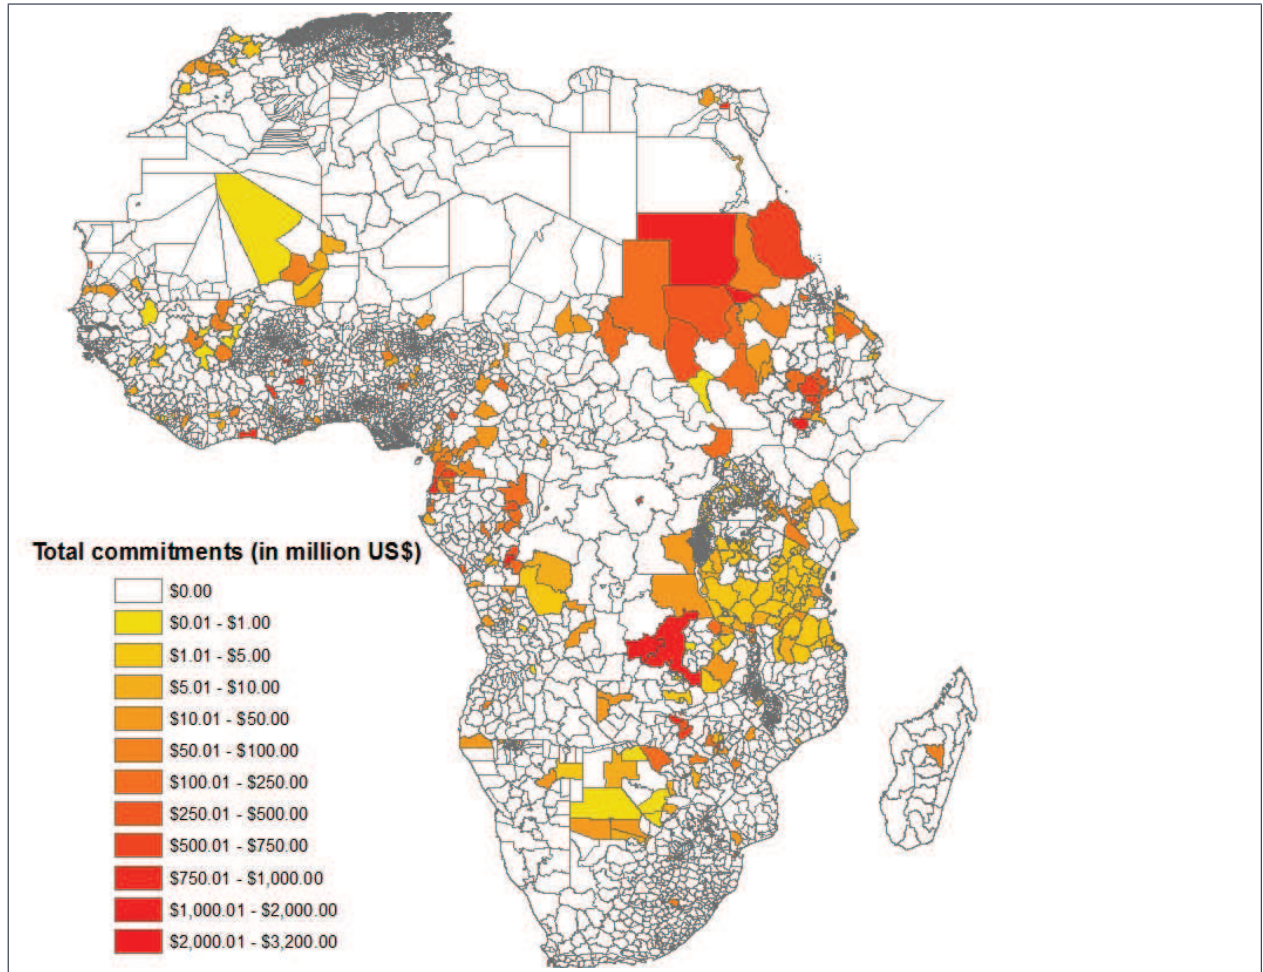 Total commitments (in million US$)
$0.00
$0.01 - $1.00
$1.01 - $5.00
$5.01 - $10.00
$10.01 - $50.00
$50.01 - $100.00
$100.01 - $250.00
$250.01 - $500.00
$500.01 - $750.00
$750.01 - $1,000.00
$1,000.01 - $2,000.00
$2,000.01 - $3,200.00